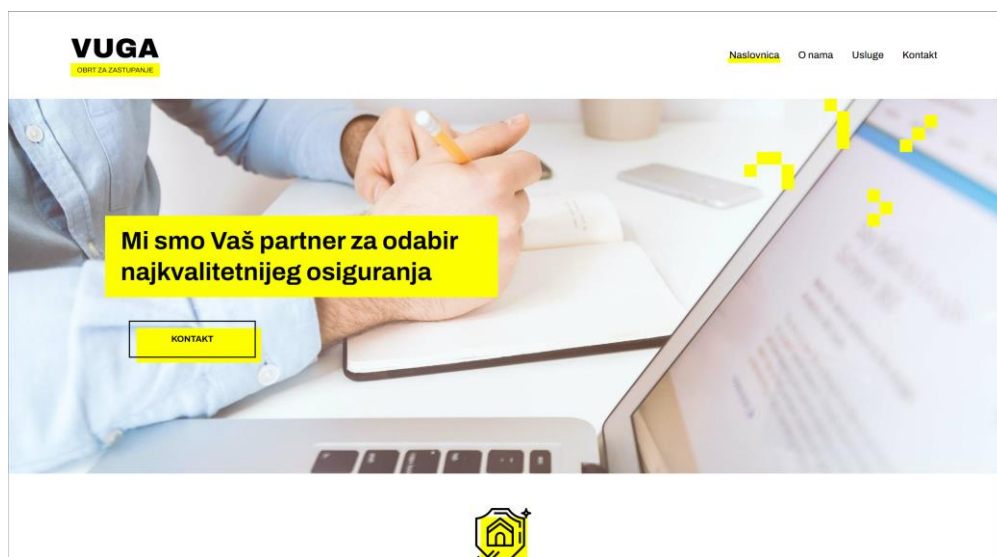 VUGA
OBRT ZA ZASTUPANJE
Naslovnica O nama Usluge Kontakt
Mi smo Vaš partner za odabir
najkvalitetnijeg osiguranja
KONTAKT